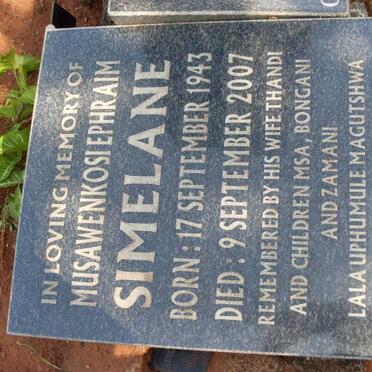 IN LOVING MEMORY OF
MUSAWENKOSI EPHRAIM
SIMELANE
BORN : 17 SEPTEMBER 1943
DIED : 9 SEPTEMBER 2007
REMEMBERED BY HIS WIFE THANDI
AND CHILDREN MSA, BONGANI
AND ZAMANI
LALA UPHUMULE MAGUTSHWA